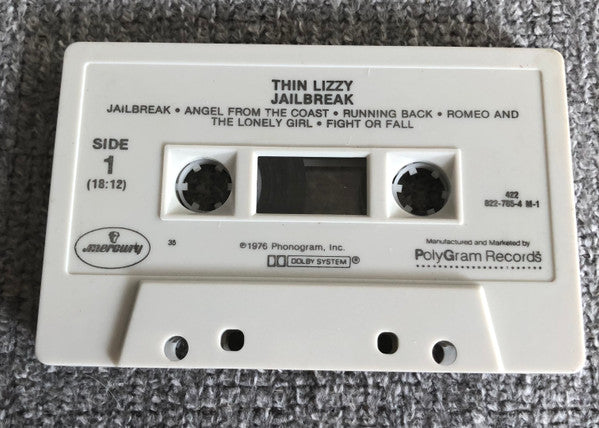 THIN LIZZY
JAILBREAK
JAILBREAK • ANGEL FROM THE COAST • RUNNING BACK • ROMEO AND
THE LONELY GIRL • FIGHT OR FALL
SIDE
1
(18:12)
422
822-785-4 M-1
mercury
35
℗1976 Phonogram, Inc.
DOLBY SYSTEM®
Manufactured and Marketed by
PolyGram Records